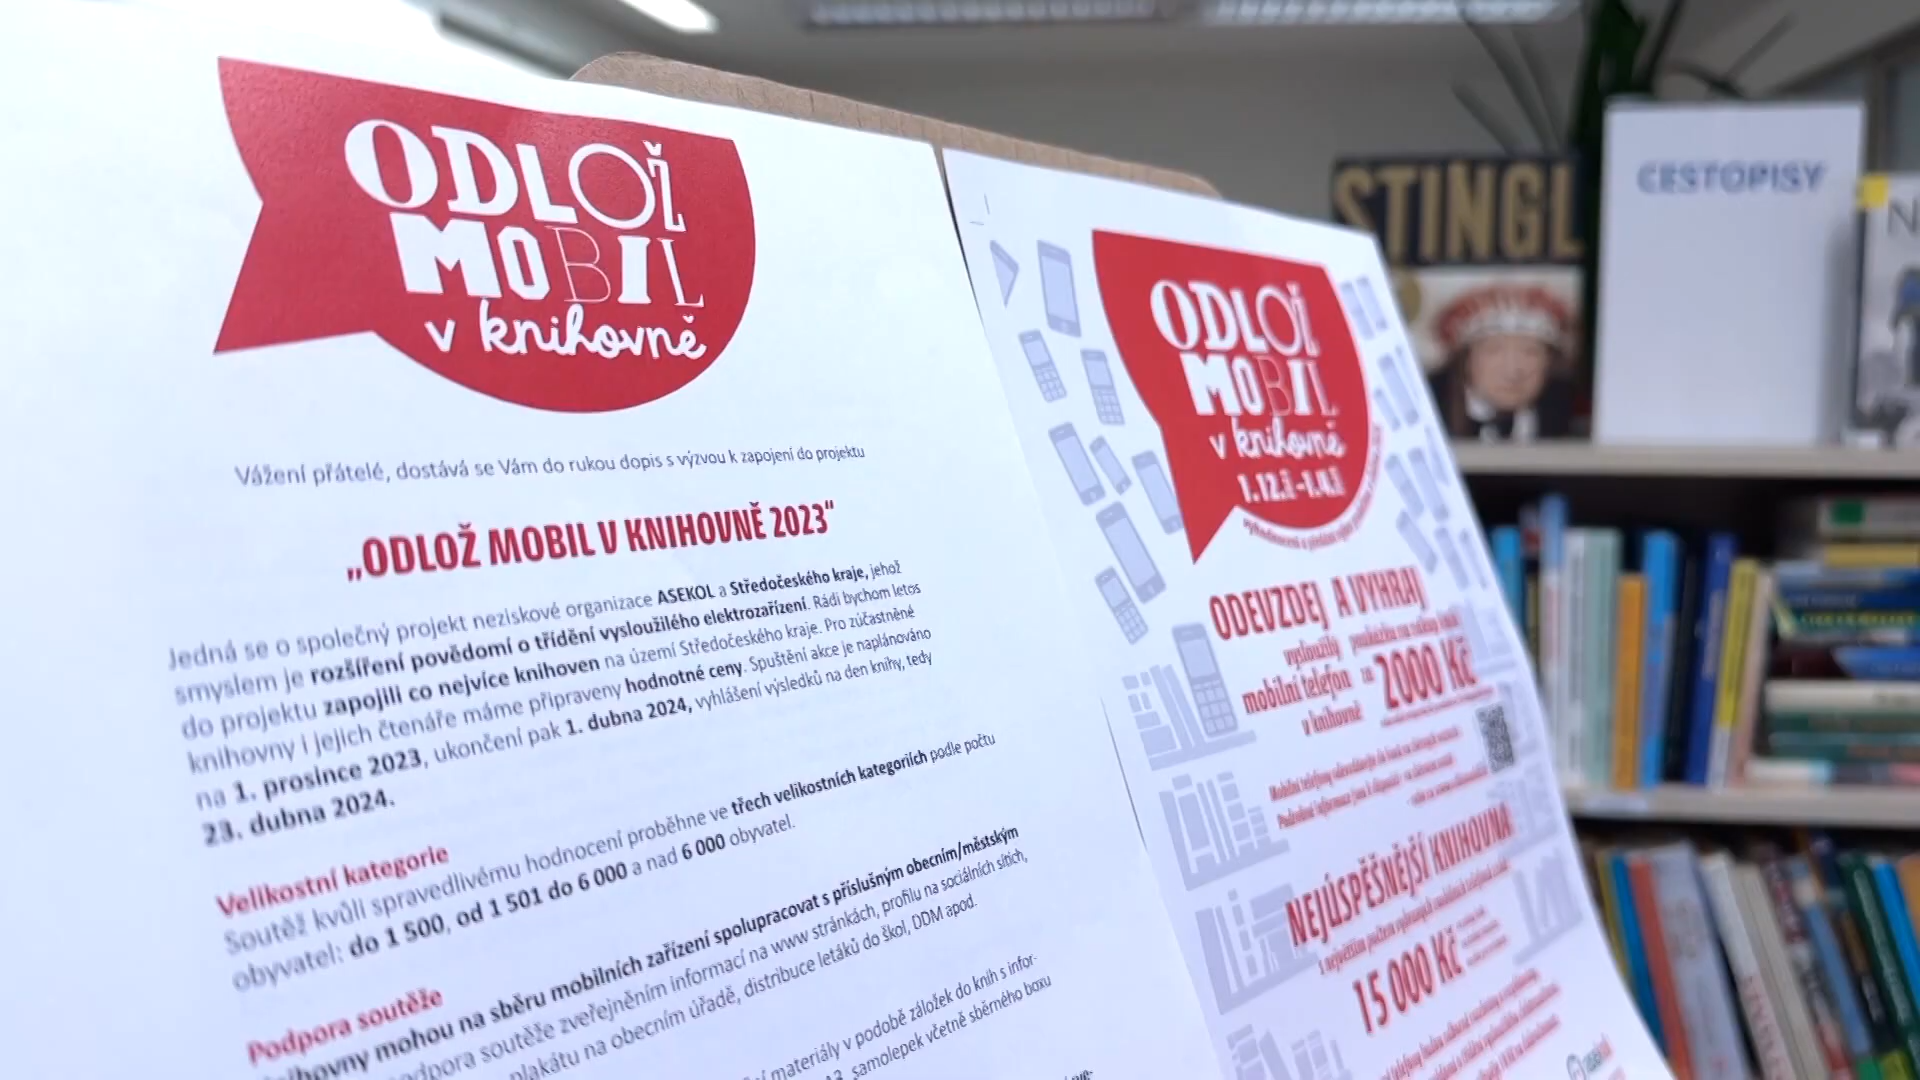 ODLOŽ
MOBIL
v knihovně
Vážení přátelé, dostává se Vám do rukou dopis s výzvou k zapojení do projektu
„ODLOŽ MOBIL V KNIHOVNĚ 2023“
Jedná se o společný projekt neziskové organizace ASEKOL a Středočeského kraje, jehož
smyslem je rozšíření povědomí o třídění vysloužilého elektrozařízení. Rádi bychom letos
do projektu zapojili co nejvíce knihoven na území Středočeského kraje. Pro zúčastněné
knihovny i jejich čtenáře máme připraveny hodnotné ceny. Spuštění akce je naplánováno
na 1. prosince 2023, ukončení pak 1. dubna 2024, vyhlášení výsledků na den knihy, tedy
23. dubna 2024.
Velikostní kategorie
Soutěž kvůli spravedlivému hodnocení proběhne ve třech velikostních kategoriích podle počtu
obyvatel: do 1 500, od 1 501 do 6 000 a nad 6 000 obyvatel.
Podpora soutěže
mohou na sběru mobilních zařízení spolupracovat s příslušným obecním/městským
soutěže zveřejněním informací na www stránkách, profilu na sociálních sítích,
plakátu na obecním úřadě, distribuce letáků do škol, DDM apod.
materiály v podobě záložek do knih s infor-
samolepek včetně sběrného boxu
ODLOŽ
MOBIL
v knihovně
1.12. - 1.4.
ODEVZDEJ A VYHRAJ
vysloužilý
mobilní telefon
v knihovně
za 2000 Kč
NEJÚSPĚŠNĚJŠÍ KNIHOVNA
15 000 Kč
STINGL
CESTOPISY